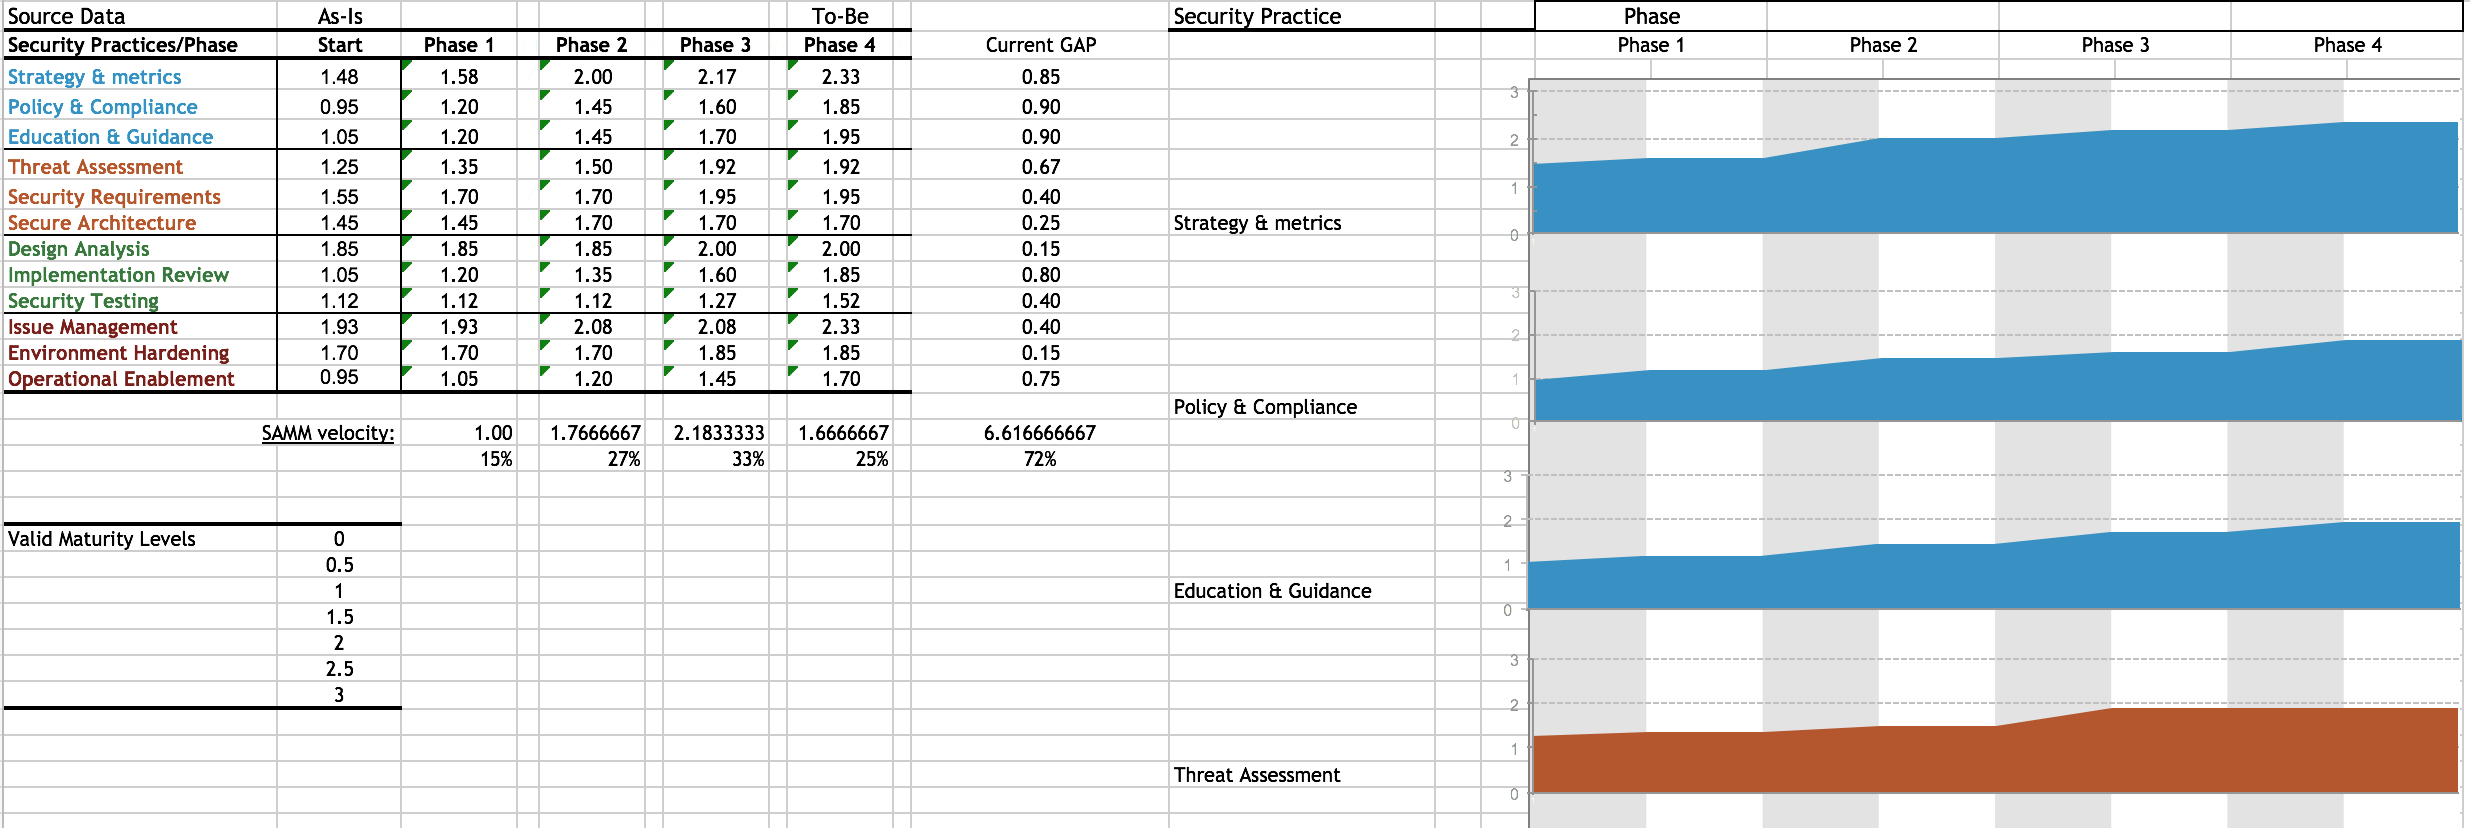 Source Data As-Is To-Be Security Practice Phase
Security Practices/Phase Start Phase 1 Phase 2 Phase 3 Phase 4 Current GAP Phase 1 Phase 2 Phase 3 Phase 4
Strategy & metrics 1.48 1.58 2.00 2.17 2.33 0.85
3
Policy & Compliance 0.95 1.20 1.45 1.60 1.85 0.90
Education & Guidance 1.05 1.20 1.45 1.70 1.95 0.90
2
Threat Assessment 1.25 1.35 1.50 1.92 1.92 0.67
1
Security Requirements 1.55 1.70 1.70 1.95 1.95 0.40
Secure Architecture 1.45 1.45 1.70 1.70 1.70 0.25 Strategy & metrics
0
Design Analysis 1.85 1.85 1.85 2.00 2.00 0.15
Implementation Review 1.05 1.20 1.35 1.60 1.85 0.80
3
Security Testing 1.12 1.12 1.12 1.27 1.52 0.40
Issue Management 1.93 1.93 2.08 2.08 2.33 0.40
2
Environment Hardening 1.70 1.70 1.70 1.85 1.85 0.15
Operational Enablement 0.95 1.05 1.20 1.45 1.70 0.75
1
Policy & Compliance
0
SAMM velocity: 1.00 1.7666667 2.1833333 1.6666667 6.616666667
15% 27% 33% 25% 72%
3
2
Valid Maturity Levels 0
0.5
1
1
Education & Guidance
0
1.5
2
3
2.5
3
2
1
Threat Assessment
0